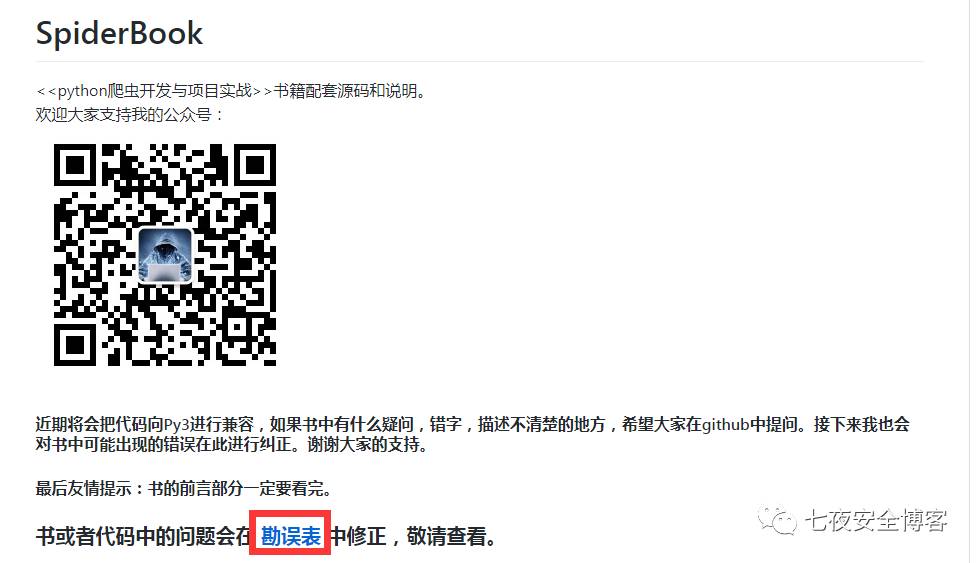 SpiderBook
<<python爬虫开发与项目实战>>书籍配套源码和说明。
欢迎大家支持我的公众号：
近期将会把代码向Py3进行兼容，如果书中有什么疑问，错字，描述不清楚的地方，希望大家在github中提问。接下来我也会
对书中可能出现的错误在此进行纠正。谢谢大家的支持。
最后友情提示：书的前言部分一定要看完。
书或者代码中的问题会在 勘误表 中修正，敬请查看。
七夜安全博客